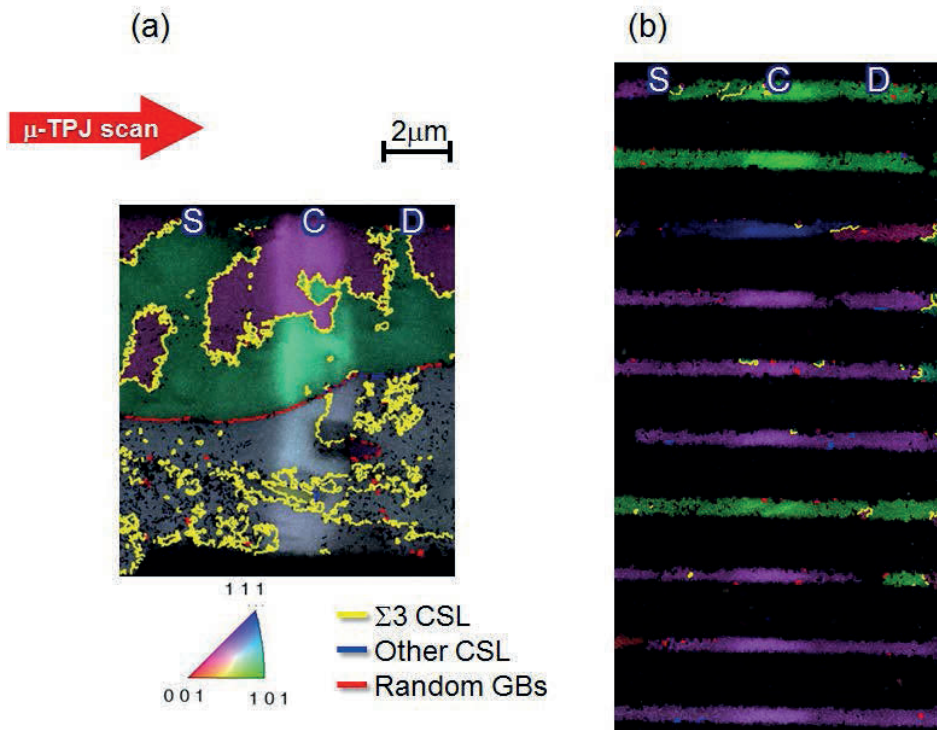 (a)
(b)
μ-TPJ scan
2μm
S C D
S C D
1 1 1
0 0 1
1 0 1
Σ3 CSL
Other CSL
Random GBs